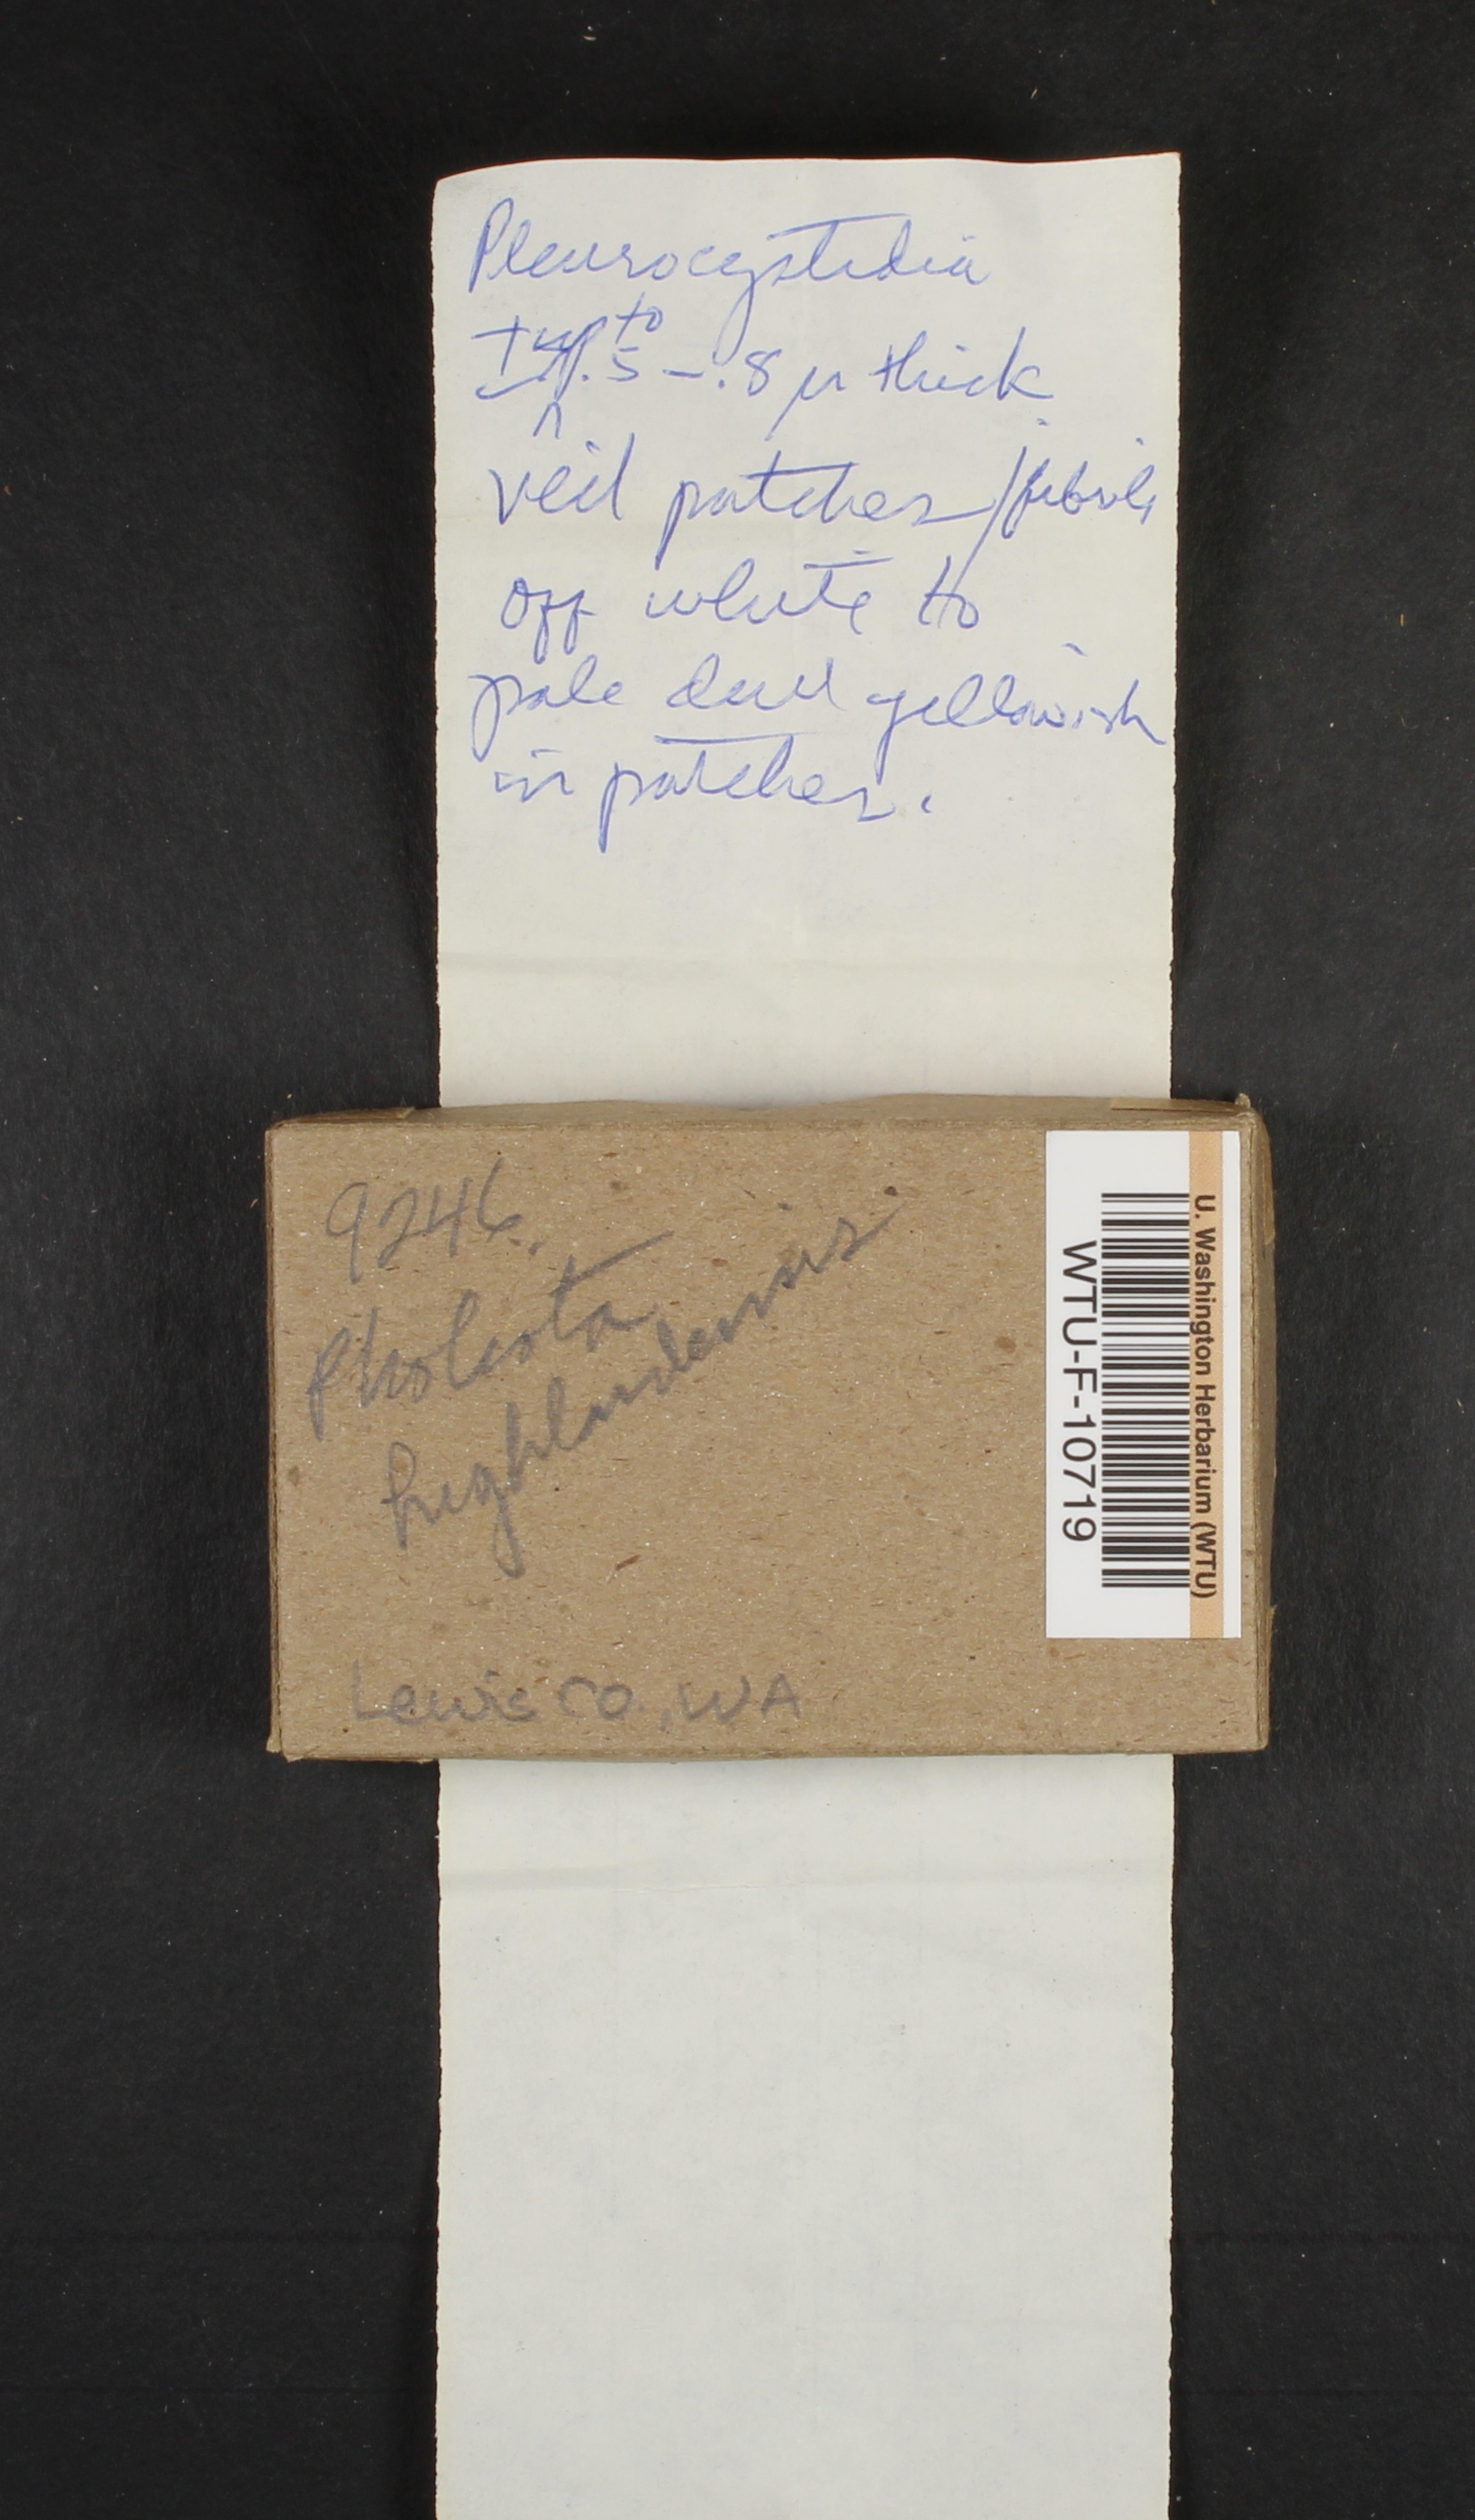 Pleurocystidia
± up to .5 – .8 µ thick
veil patches/fibrils
off white to
pale dull yellowish
in patches.
9246
Pholiota
highlandensis
Lewis Co., WA
U. Washington Herbarium (WTU)
WTU-F-10719